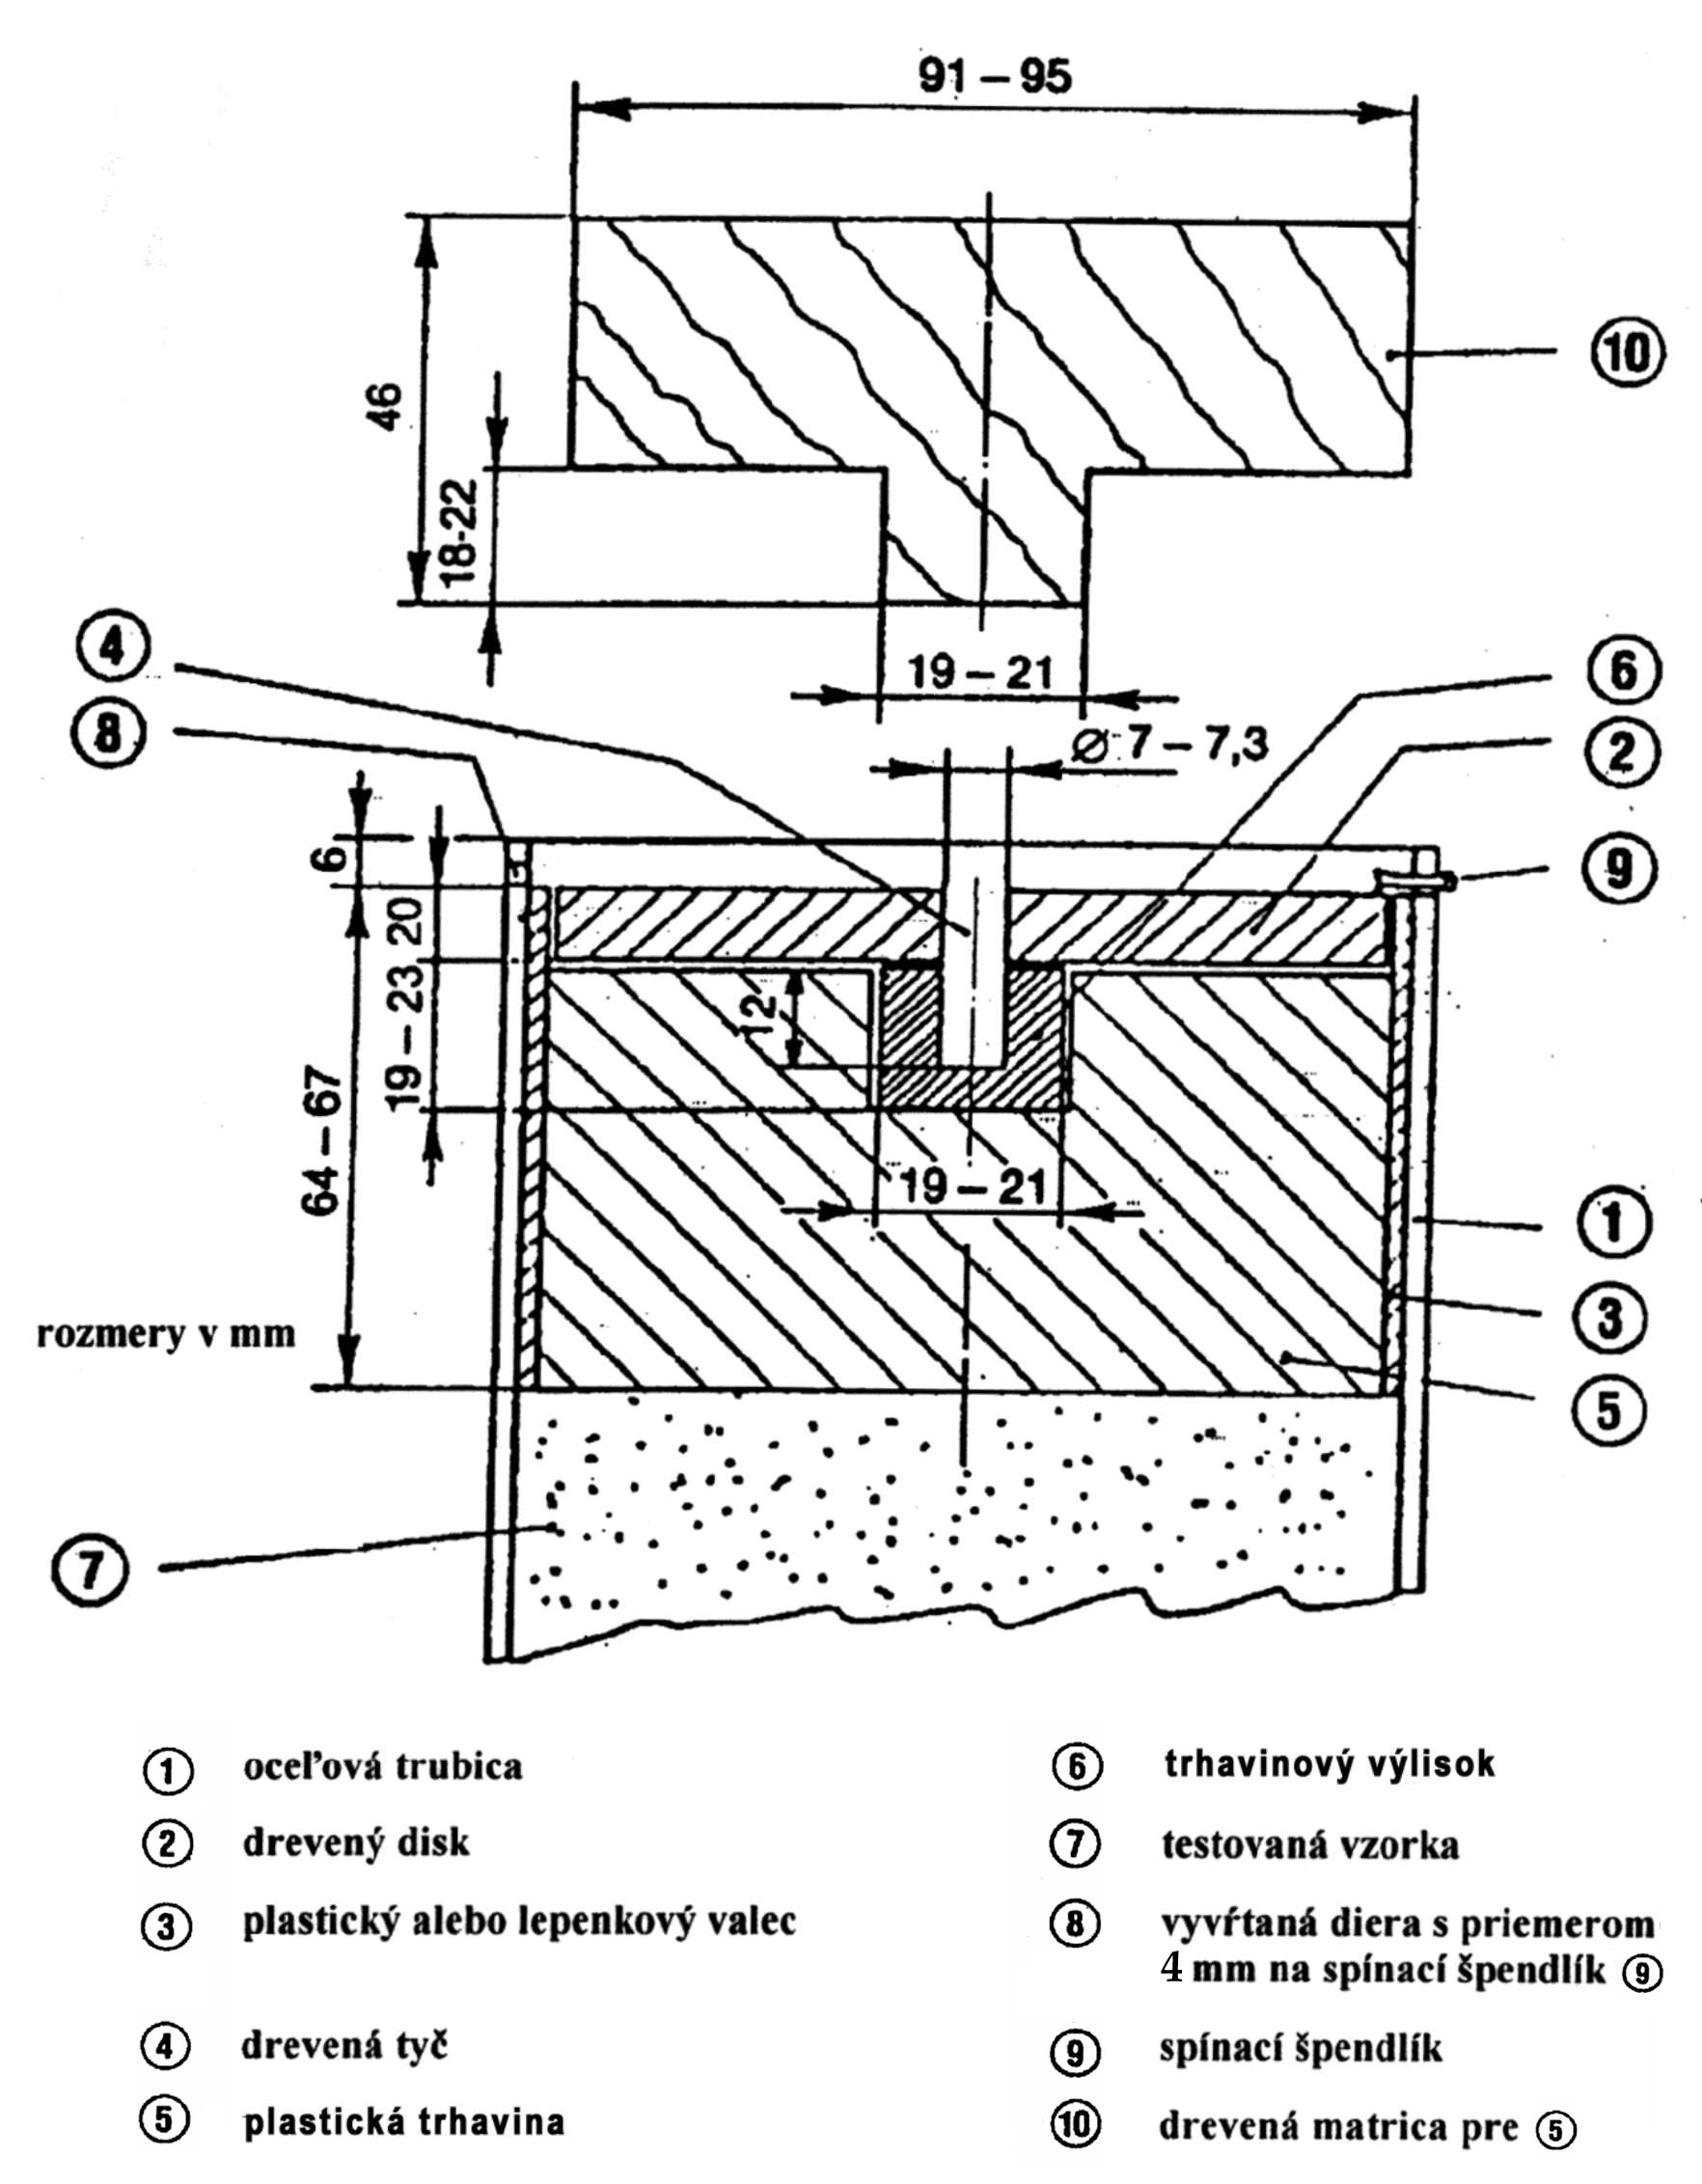 91 – 95
10
46
18-22
4
19 – 21
6
8
Ø 7 – 7,3
2
6
9
20
12
19 – 23
64 – 67
19 – 21
1
3
rozmery v mm
5
7
1 oceľová trubica
2 drevený disk
3 plastický alebo lepenkový valec
4 drevená tyč
5 plastická trhavina
6 trhavinový výlisok
7 testovaná vzorka
8 vyvŕtaná diera s priemerom
4 mm na spínací špendlík 9
9 spínací špendlík
10 drevená matrica pre 5